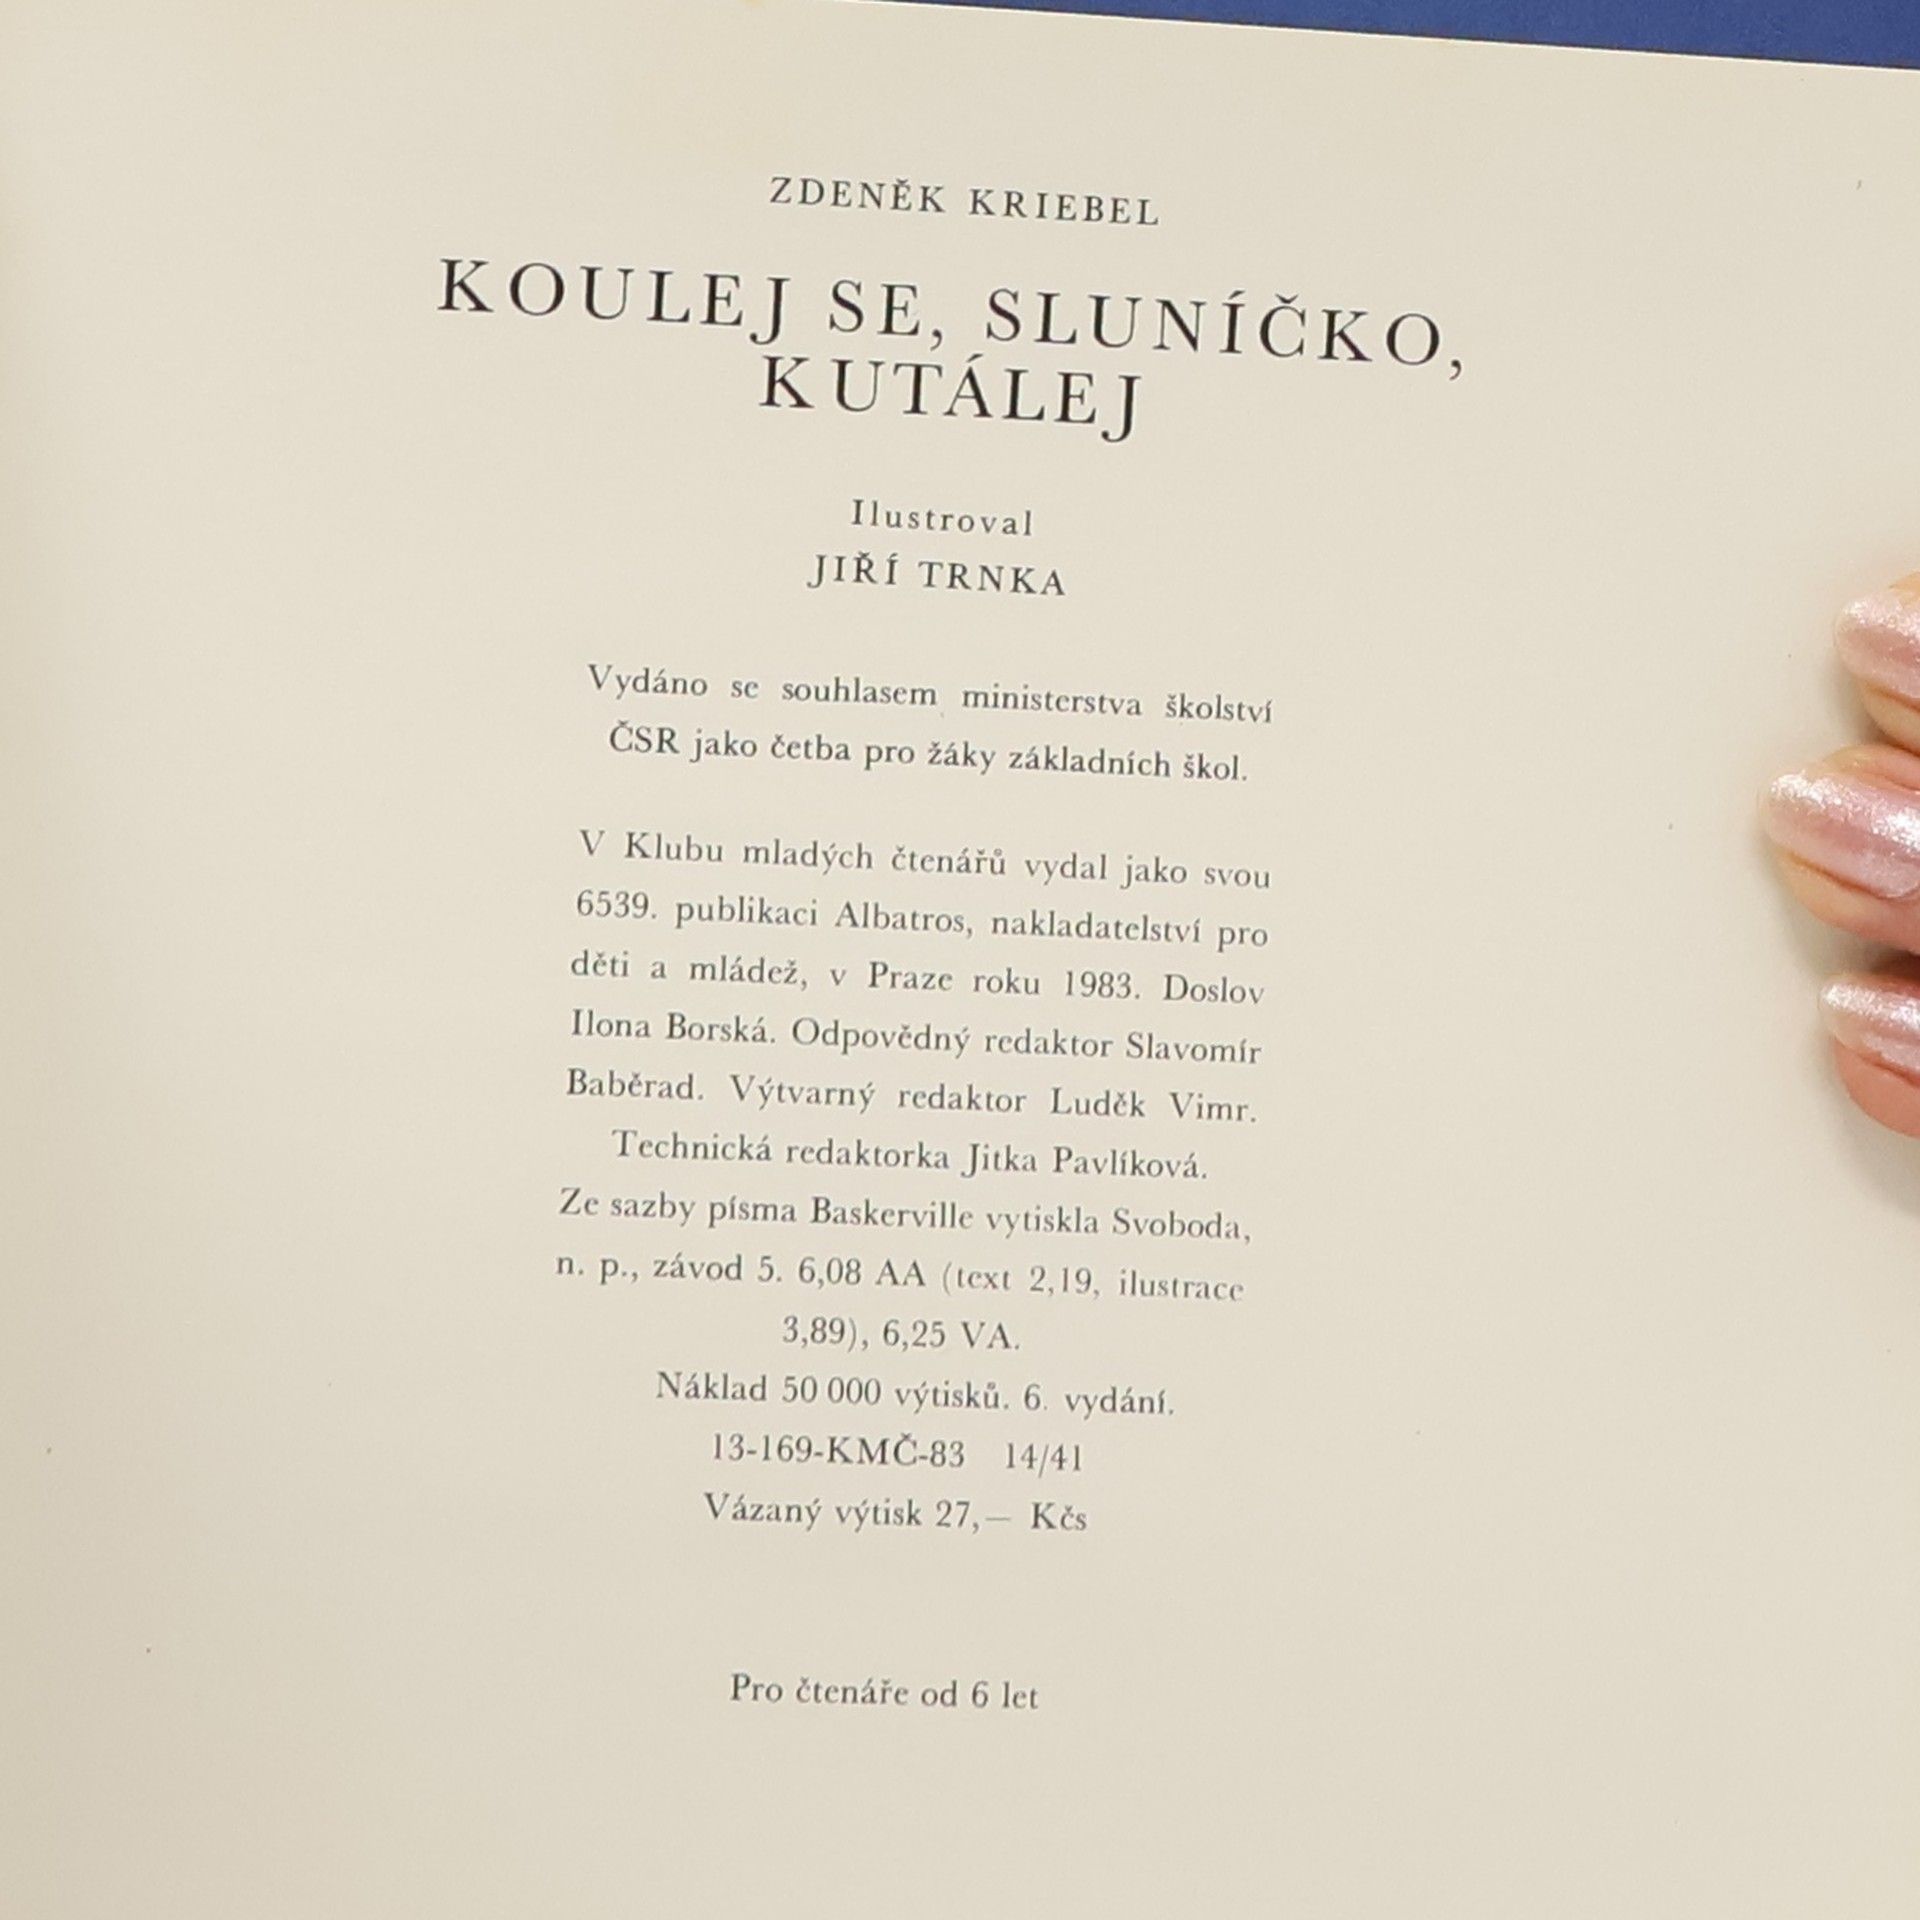 ZDENĚK KRIEBEL
KOULEJ SE, SLUNÍČKO,
KUTÁLEJ
Ilustroval
JIŘÍ TRNKA
Vydáno se souhlasem ministerstva školství
ČSR jako četba pro žáky základních škol.
V Klubu mladých čtenářů vydal jako svou
6539. publikaci Albatros, nakladatelství pro
děti a mládež, v Praze roku 1983. Doslov
Ilona Borská. Odpovědný redaktor Slavomír
Baběrad. Výtvarný redaktor Luděk Vimr.
Technická redaktorka Jitka Pavlíková.
Ze sazby písma Baskerville vytiskla Svoboda,
n. p., závod 5. 6,08 AA (text 2,19, ilustrace
3,89), 6,25 VA.
Náklad 50 000 výtisků. 6. vydání.
13-169-KMČ-83 14/41
Vázaný výtisk 27,— Kčs
Pro čtenáře od 6 let